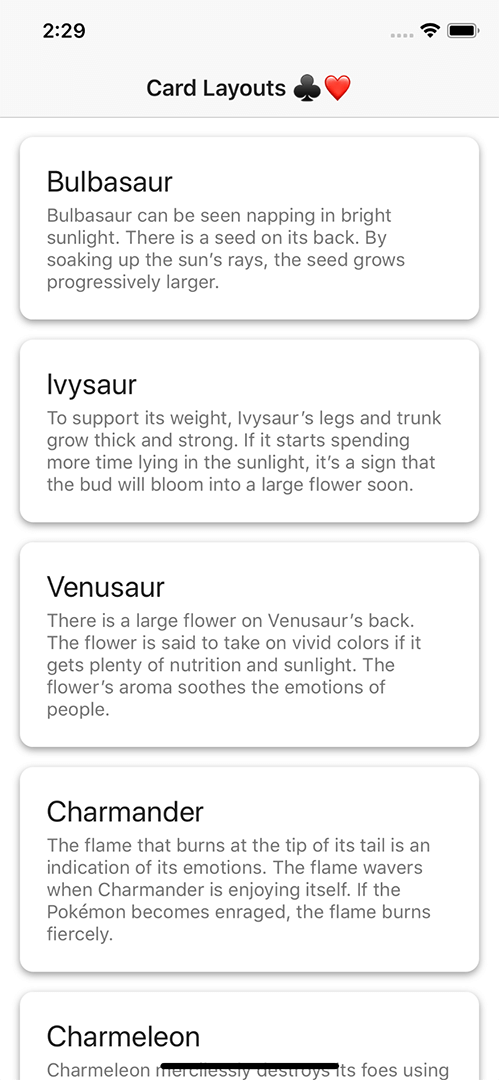 2:29
Card Layouts ♣️❤️
Bulbasaur
Bulbasaur can be seen napping in bright
sunlight. There is a seed on its back. By
soaking up the sun’s rays, the seed grows
progressively larger.
Ivysaur
To support its weight, Ivysaur’s legs and trunk
grow thick and strong. If it starts spending
more time lying in the sunlight, it’s a sign that
the bud will bloom into a large flower soon.
Venusaur
There is a large flower on Venusaur’s back.
The flower is said to take on vivid colors if it
gets plenty of nutrition and sunlight. The
flower’s aroma soothes the emotions of
people.
Charmander
The flame that burns at the tip of its tail is an
indication of its emotions. The flame wavers
when Charmander is enjoying itself. If the
Pokémon becomes enraged, the flame burns
fiercely.
Charmeleon
Charmeleon mercilessly destroys its foes using